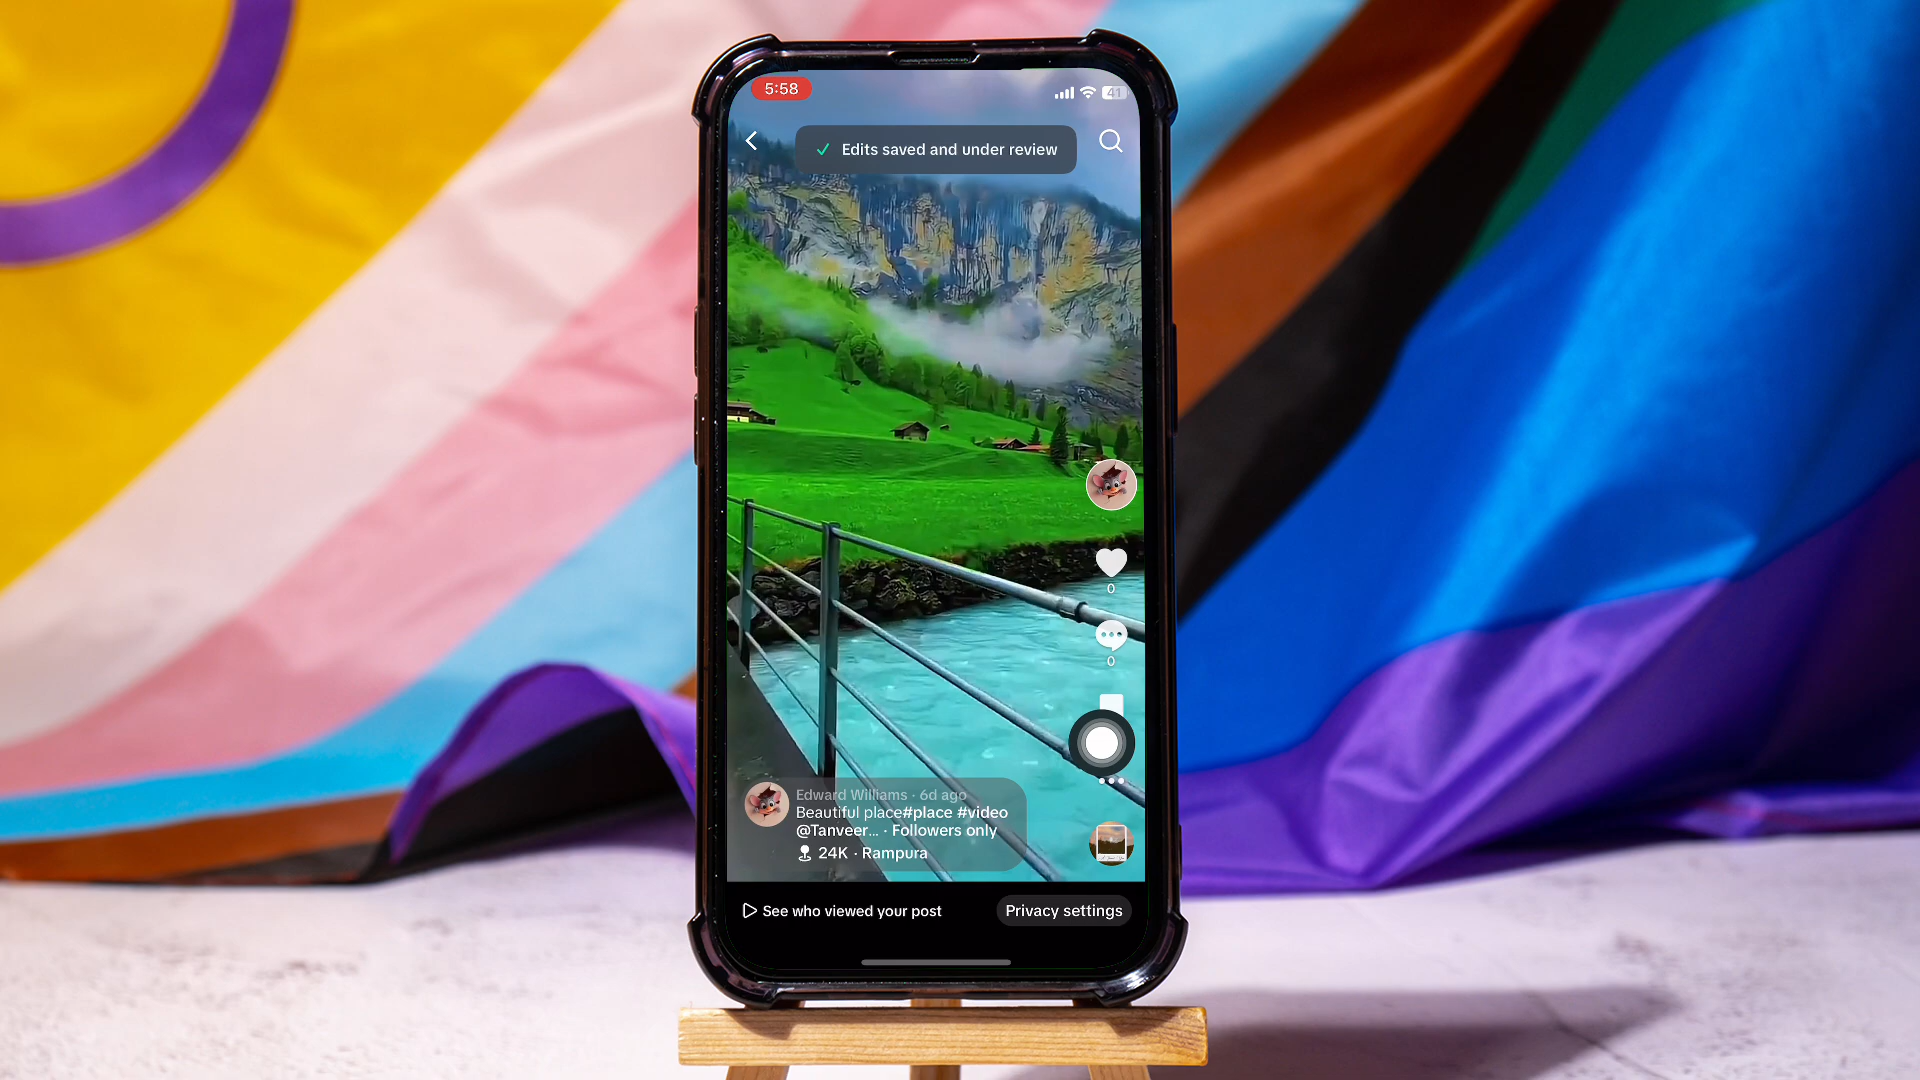 5:58
41
Edits saved and under review
0
0
Edward Williams · 6d ago
Beautiful place#place #video
@Tanveer... · Followers only
24K · Rampura
See who viewed your post
Privacy settings